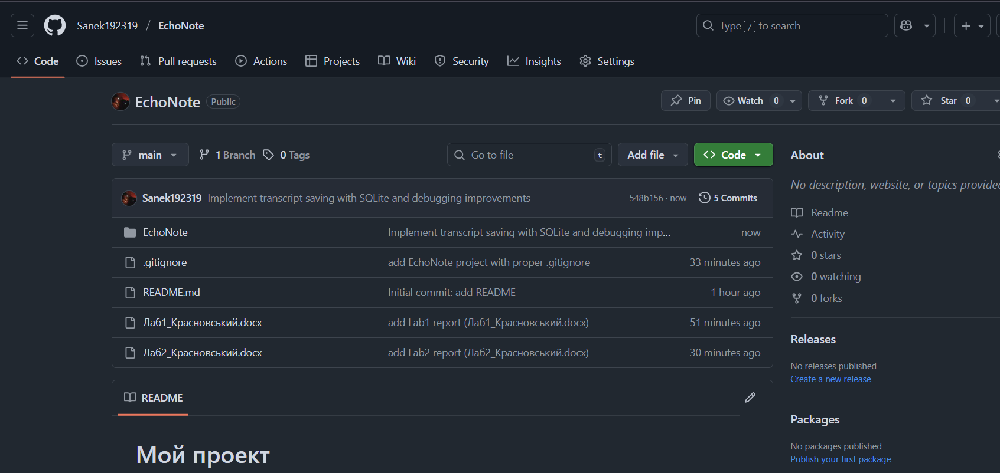 Sanek192319 / EchoNote
Type / to search
Code Issues Pull requests Actions Projects Wiki Security Insights Settings
EchoNote Public
Pin Watch 0 Fork 0 Star 0
main 1 Branch 0 Tags
Go to file t Add file Code
Sanek192319 Implement transcript saving with SQLite and debugging improvements 548b156 · now 5 Commits
EchoNote Implement transcript saving with SQLite and debugging imp... now
.gitignore add EchoNote project with proper .gitignore 33 minutes ago
README.md Initial commit: add README 1 hour ago
Лаб1_Красновський.docx add Lab1 report (Лаб1_Красновський.docx) 51 minutes ago
Лаб2_Красновський.docx add Lab2 report (Лаб2_Красновський.docx) 30 minutes ago
README
Мой проект
About
No description, website, or topics provided
Readme
Activity
0 stars
0 watching
0 forks
Releases
No releases published
Create a new release
Packages
No packages published
Publish your first package